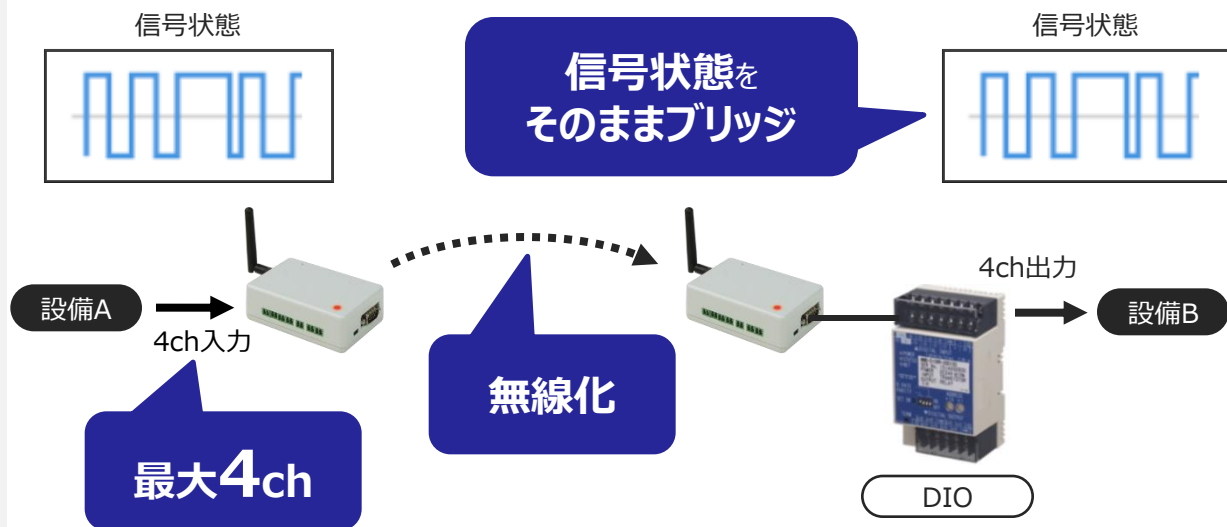 信号状態
信号状態
信号状態を
そのままブリッジ
設備A
4ch入力
4ch出力
設備B
無線化
最大4ch
DIO